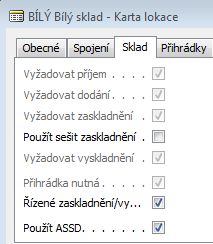 BÍLÝ Bílý sklad - Karta lokace
Obecné Spojení Sklad Přihrádky
Vyžadovat příjem . . . .
Vyžadovat dodání . . . .
Vyžadovat zaskladnění .
Použít sešit zaskladnění .
Vyžadovat vyskladnění .
Přihrádka nutná . . . . .
Řízené zaskladnění/vy...
Použít ASSD. . . . . . .